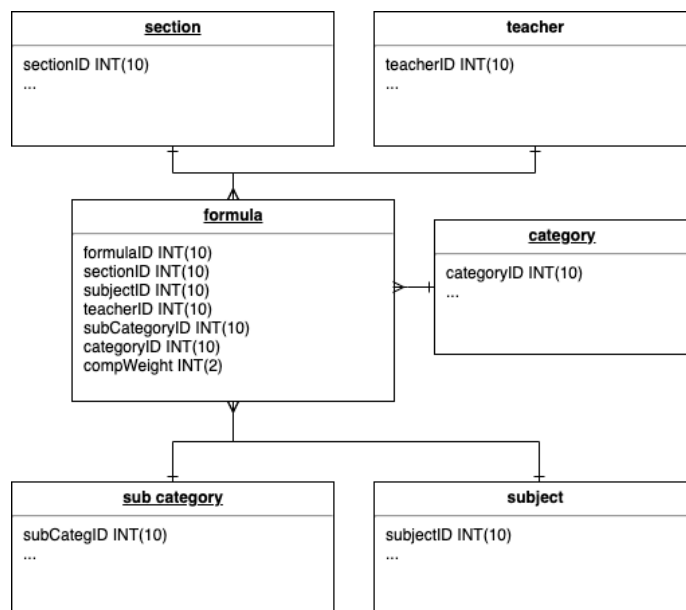 section
sectionID INT(10)
...
teacher
teacherID INT(10)
...
formula
formulaID INT(10)
sectionID INT(10)
subjectID INT(10)
teacherID INT(10)
subCategoryID INT(10)
categoryID INT(10)
compWeight INT(2)
category
categoryID INT(10)
...
sub category
subCategID INT(10)
...
subject
subjectID INT(10)
...